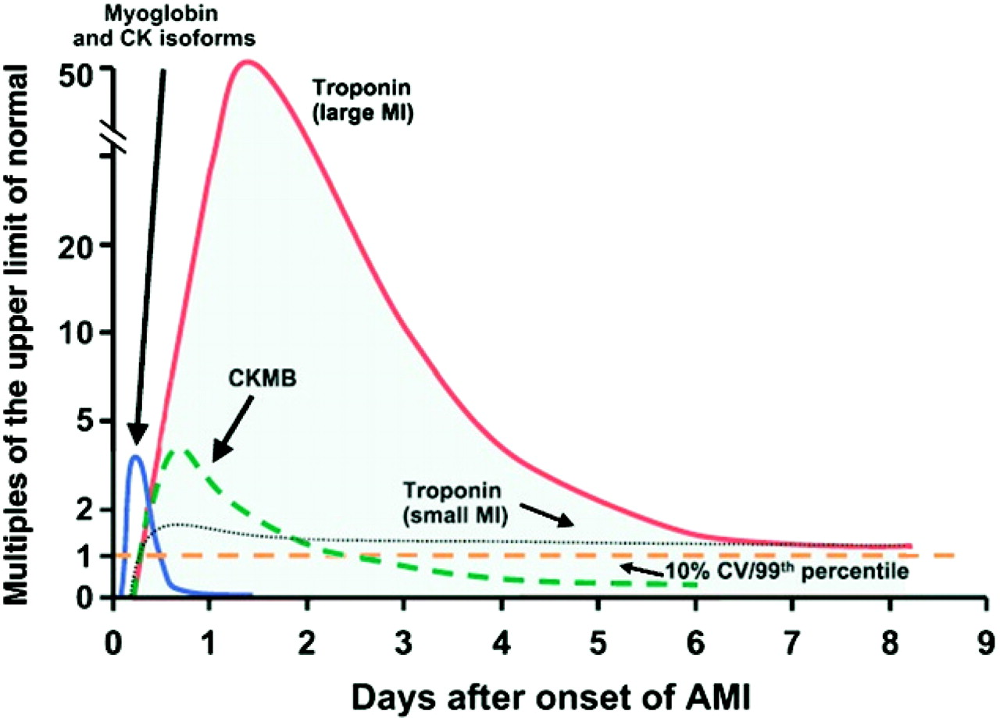 Myoglobin
and CK isoforms
Multiples of the upper limit of normal
50
20
10
5
2
1
0
Troponin
(large MI)
CKMB
Troponin
(small MI)
10% CV/99th percentile
0 1 2 3 4 5 6 7 8 9
Days after onset of AMI